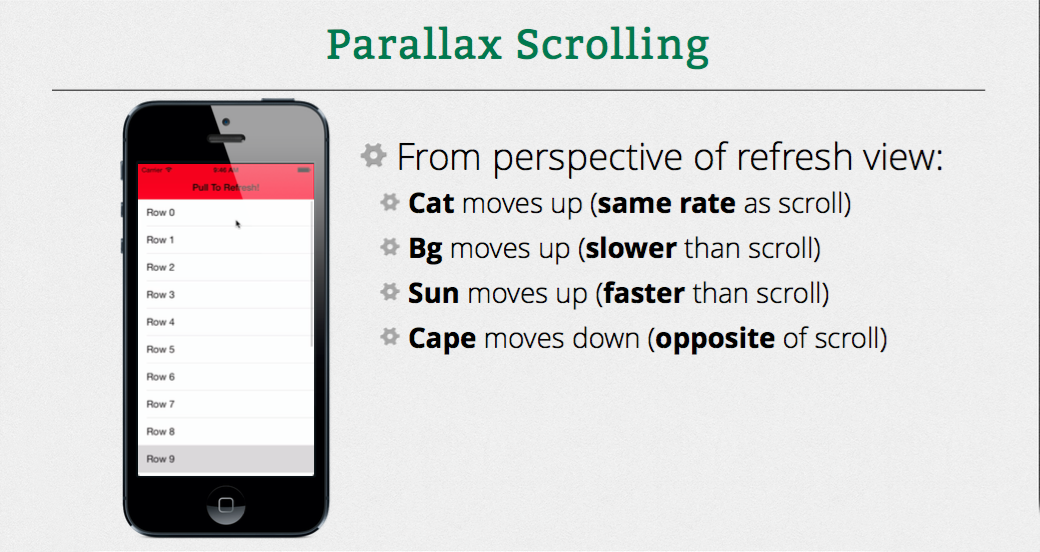 Parallax Scrolling
Carrier 9:46 AM
Pull To Refresh!
Row 0
Row 1
Row 2
Row 3
Row 4
Row 5
Row 6
Row 7
Row 8
Row 9
From perspective of refresh view:
Cat moves up (same rate as scroll)
Bg moves up (slower than scroll)
Sun moves up (faster than scroll)
Cape moves down (opposite of scroll)